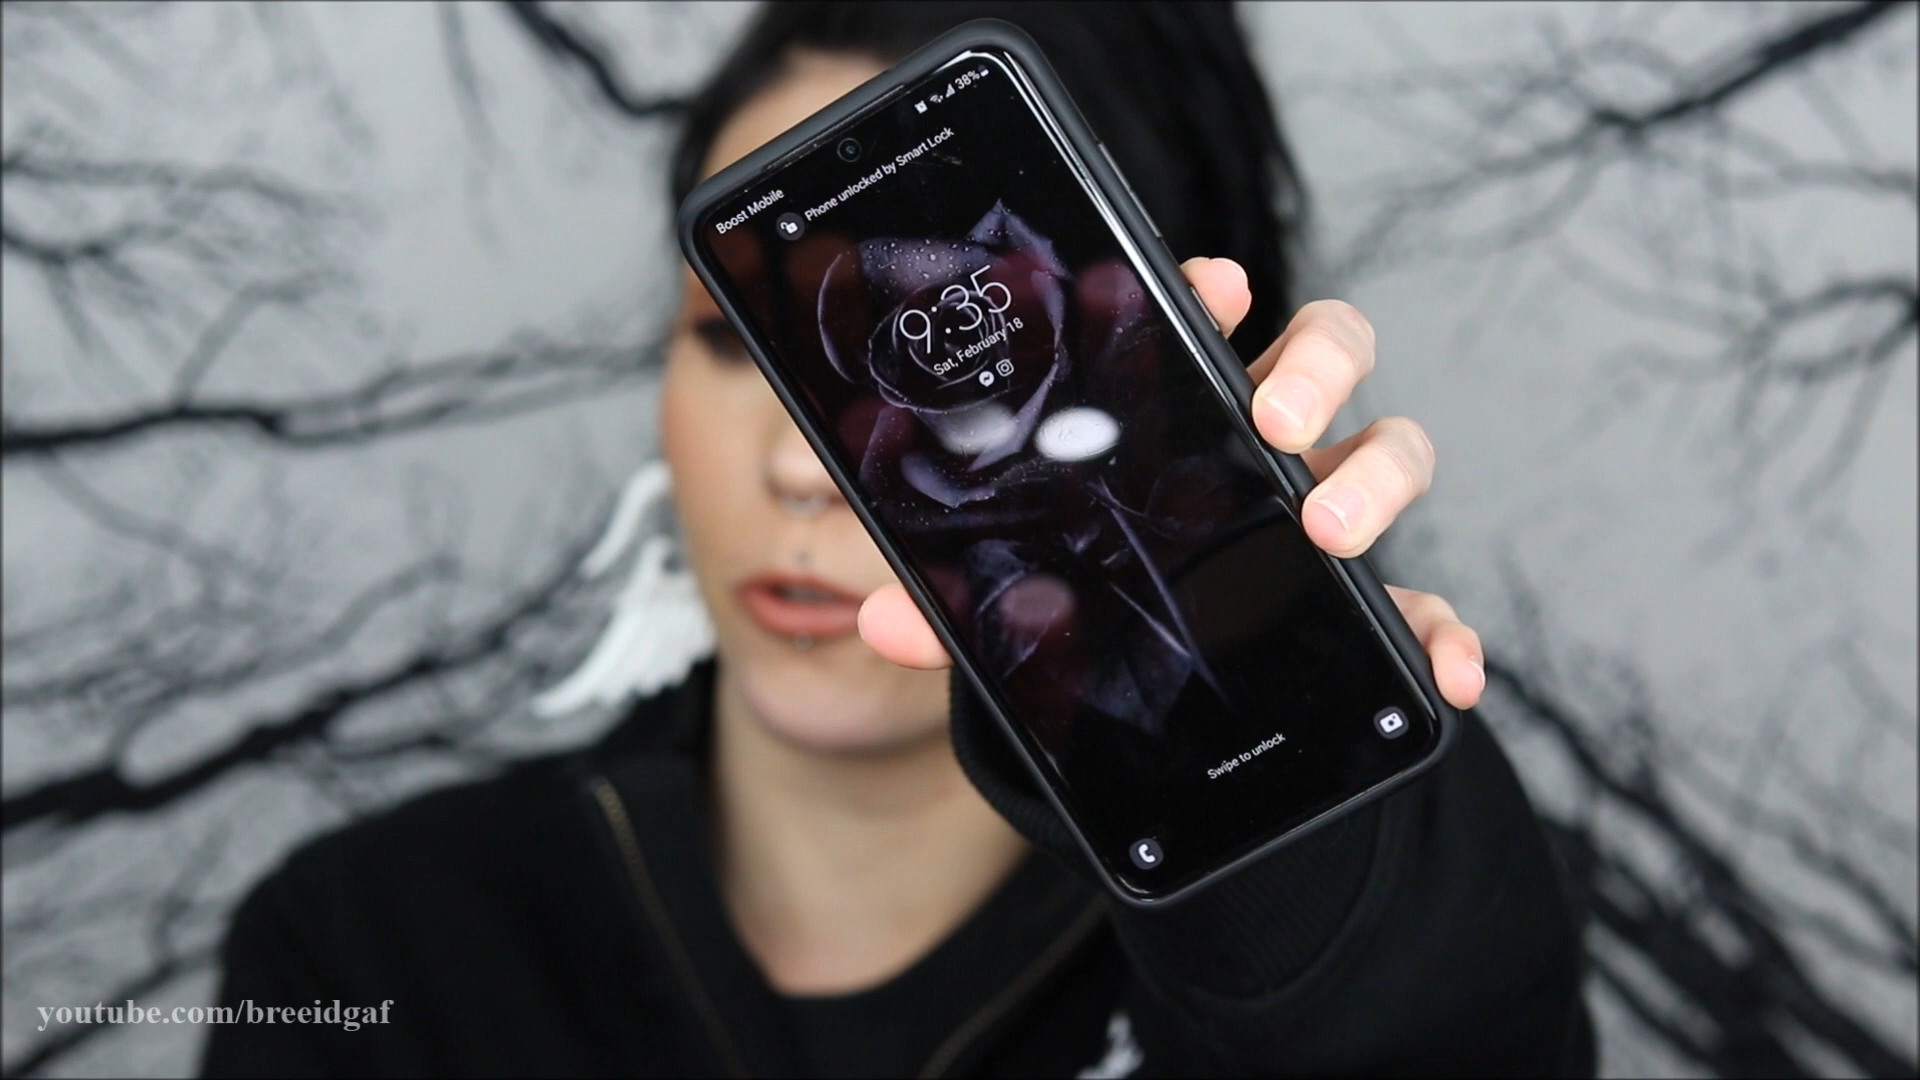 38%
Boost Mobile
Phone unlocked by Smart Lock
9:35
Sat, February 18
Swipe to unlock
youtube.com/breeidgaf